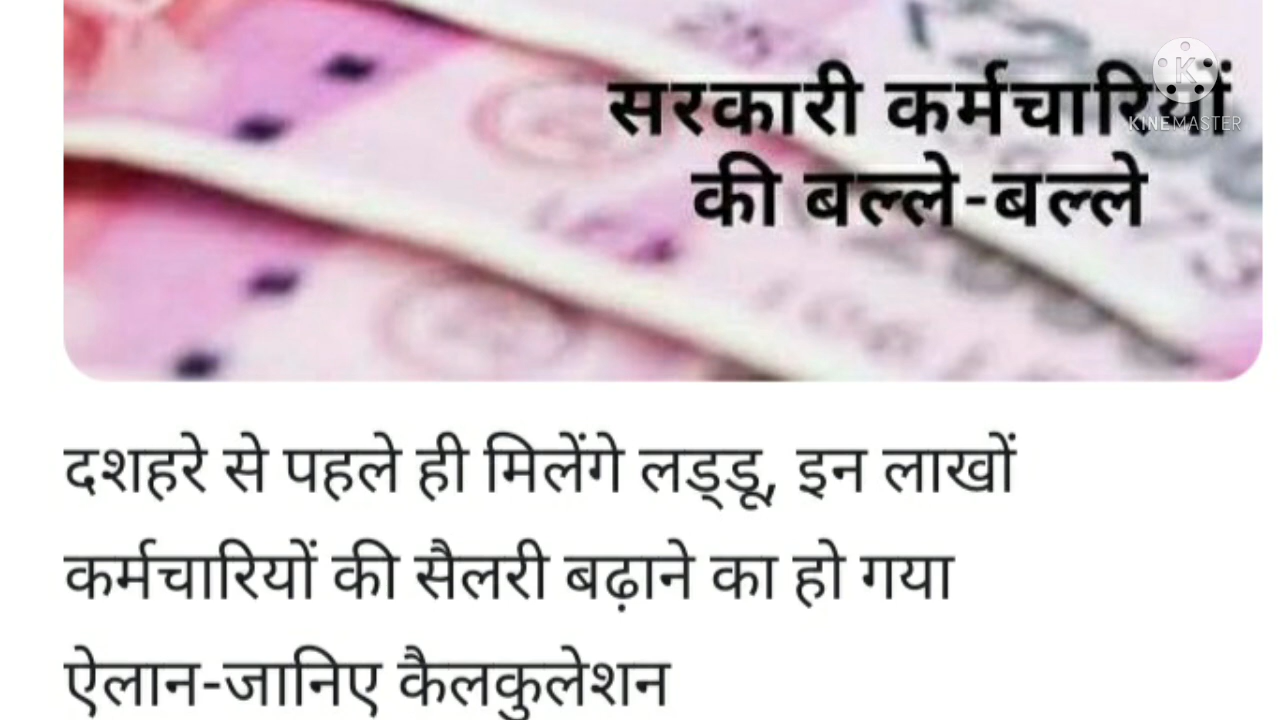 सरकारी कर्मचारियों
KINEMASTER
की बल्ले-बल्ले
दशहरे से पहले ही मिलेंगे लड्डू, इन लाखों
कर्मचारियों की सैलरी बढ़ाने का हो गया
ऐलान-जानिए कैलकुलेशन